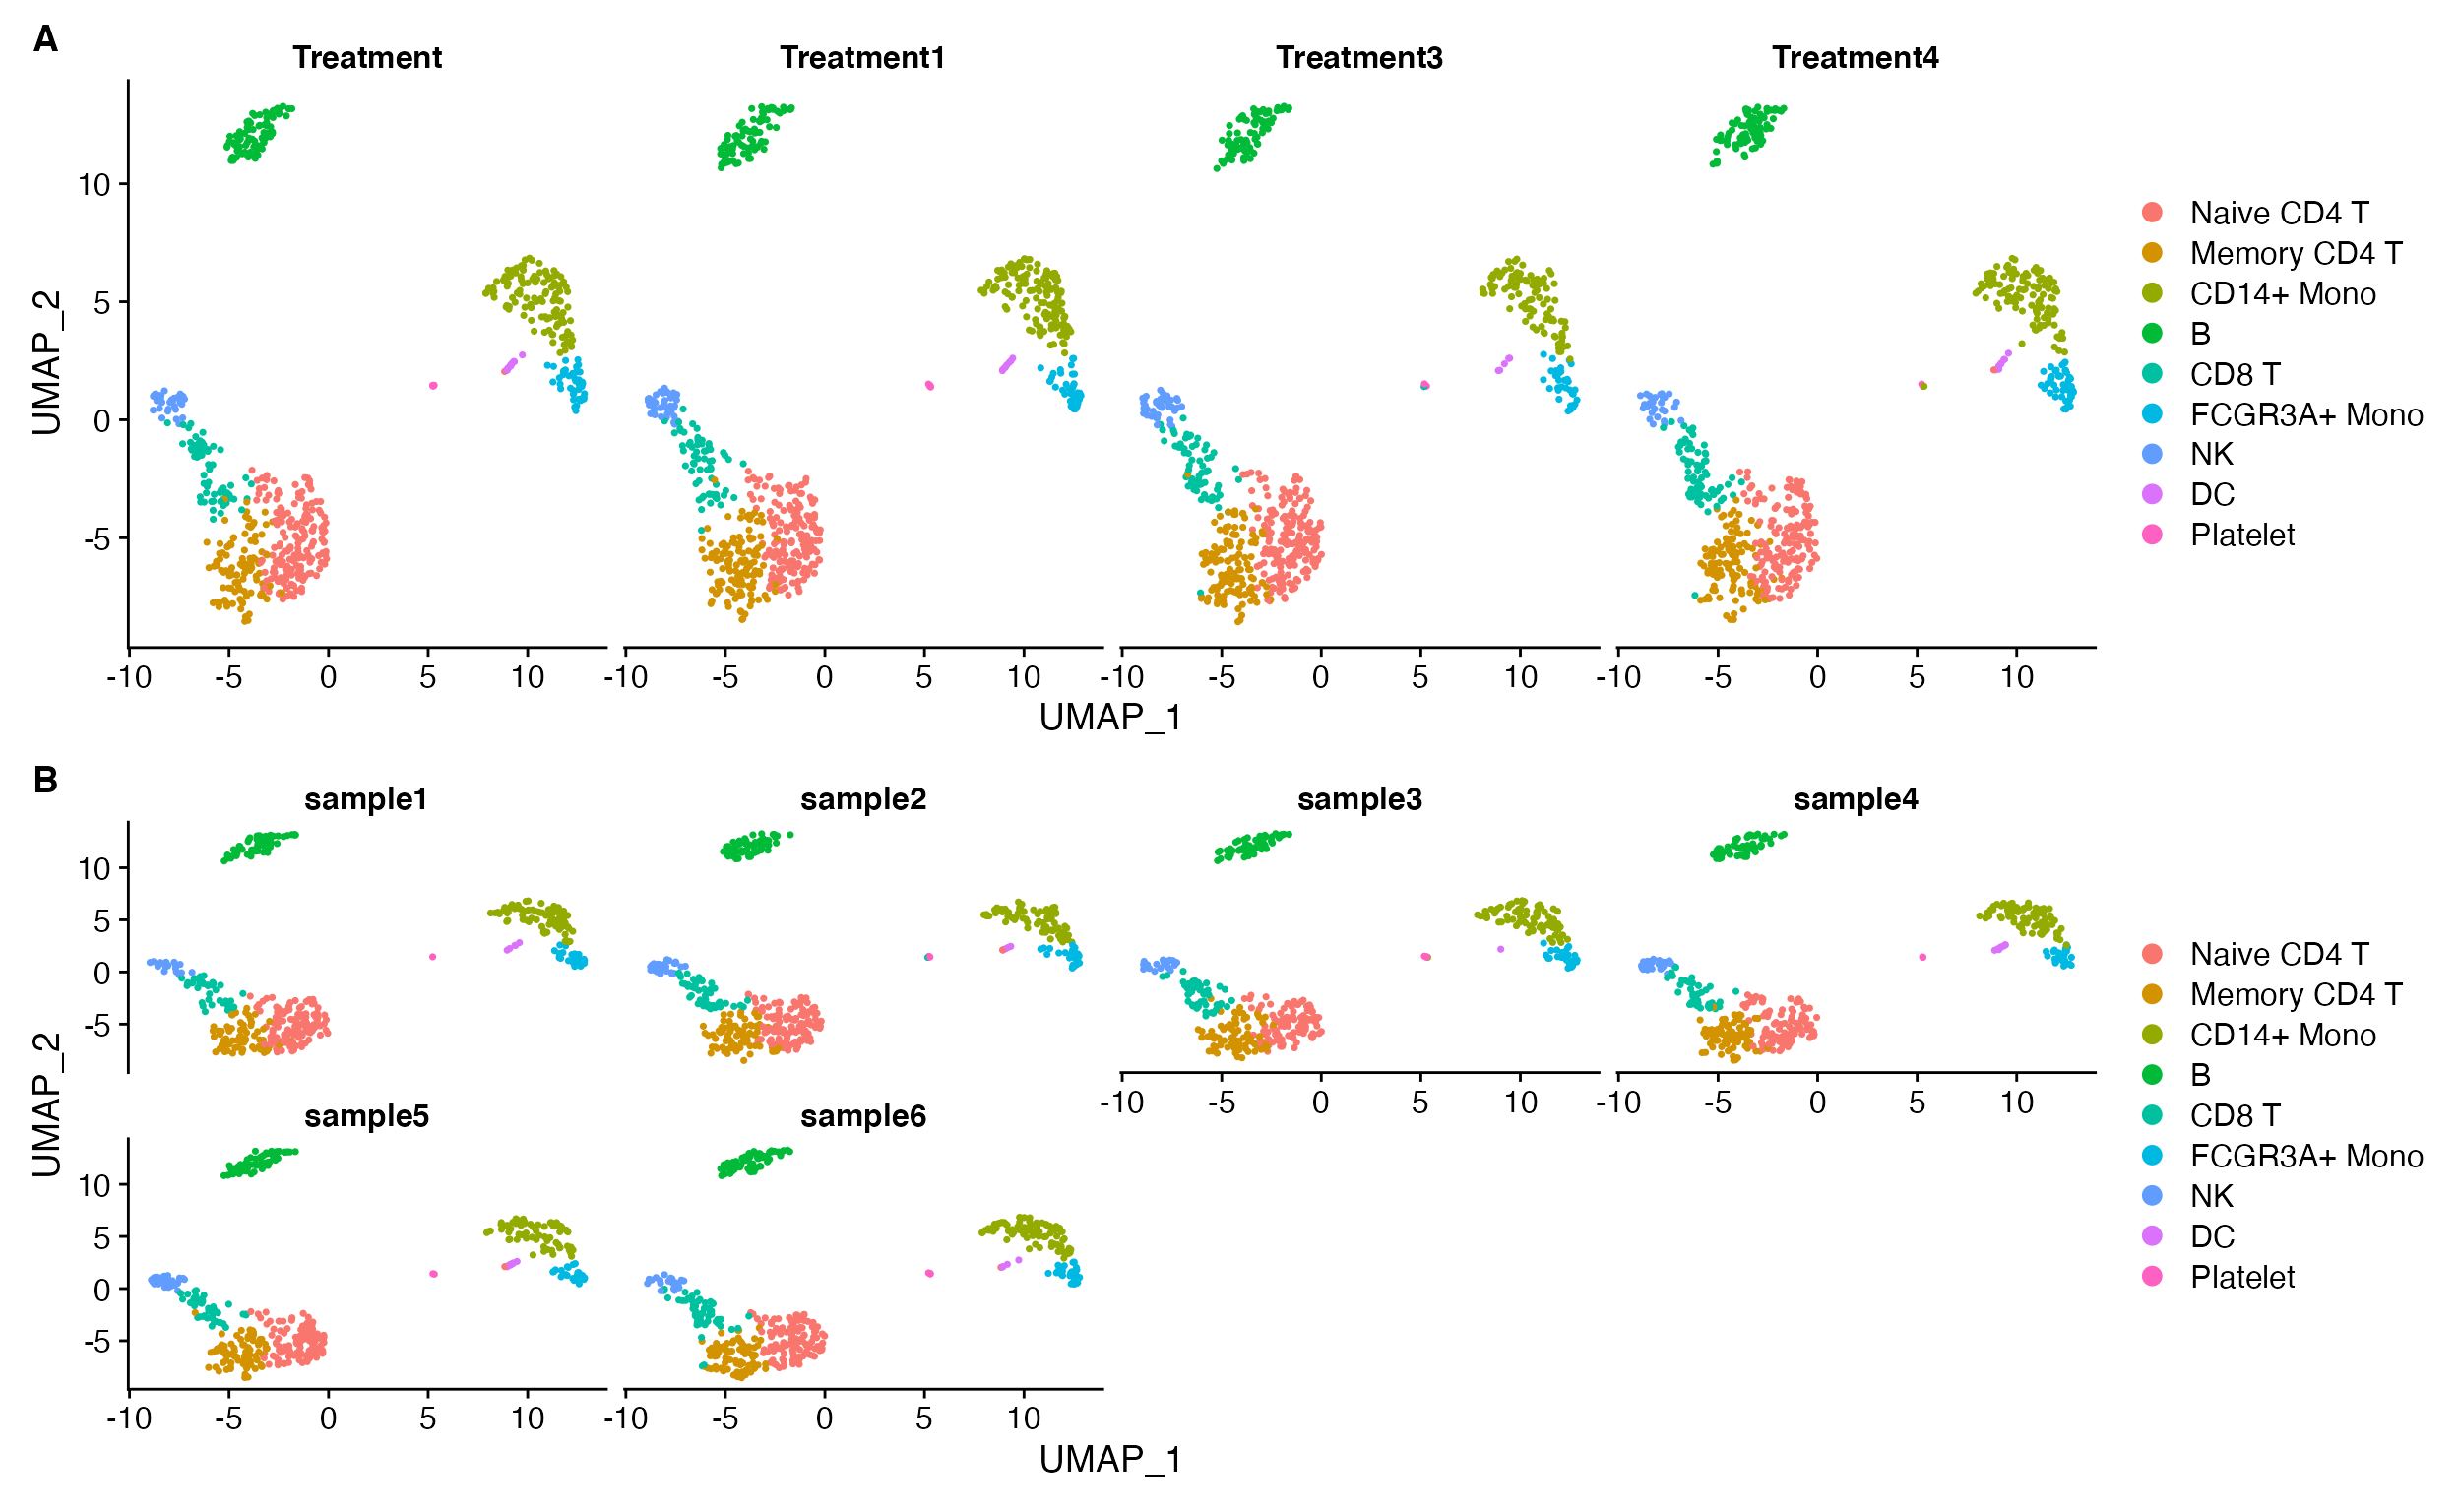 A
Treatment Treatment1 Treatment3 Treatment4
10
5
0
-5
UMAP_2
-10 -5 0 5 10 -10 -5 0 5 10 -10 -5 0 5 10 -10 -5 0 5 10
UMAP_1
Naive CD4 T
Memory CD4 T
CD14+ Mono
B
CD8 T
FCGR3A+ Mono
NK
DC
Platelet
B
sample1 sample2 sample3 sample4
10
5
0
-5
-10 -5 0 5 10 -10 -5 0 5 10
UMAP_2
sample5 sample6
10
5
0
-5
-10 -5 0 5 10 -10 -5 0 5 10
UMAP_1
Naive CD4 T
Memory CD4 T
CD14+ Mono
B
CD8 T
FCGR3A+ Mono
NK
DC
Platelet